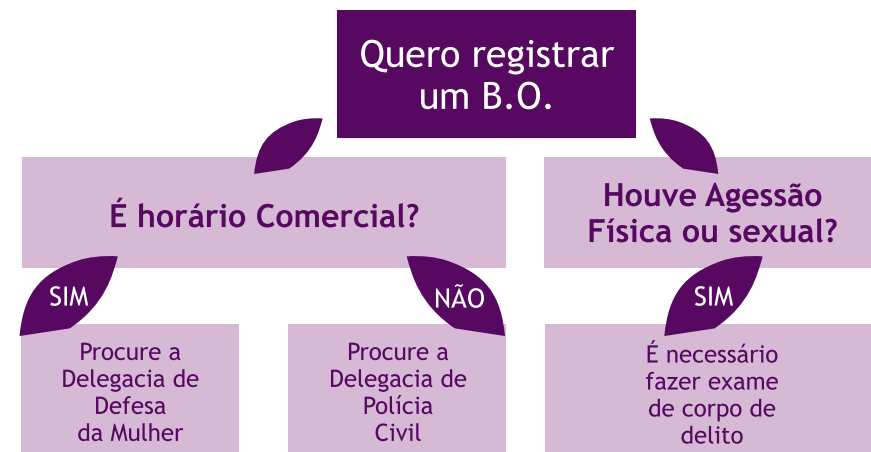 Quero registrar
um B.O.
É horário Comercial?
Houve Agessão
Física ou sexual?
SIM
NÃO
SIM
Procure a
Delegacia de
Defesa
da Mulher
Procure a
Delegacia de
Polícia
Civil
É necessário
fazer exame
de corpo de
delito